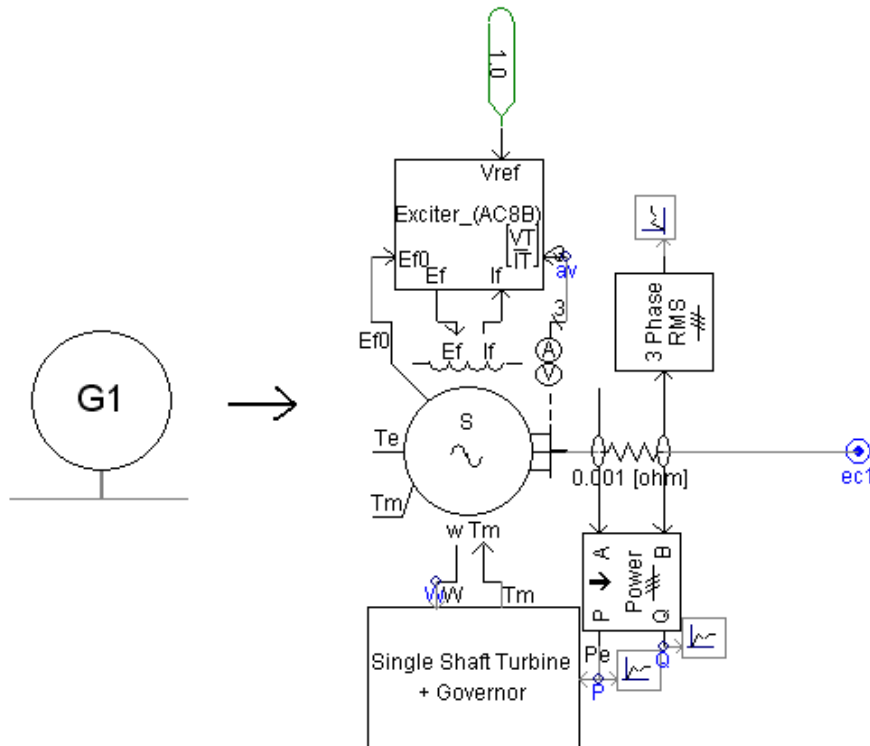 1.0
Vref
Exciter_(AC8B)
VT
IT
Ef0
Ef
If
av
3
Ef0
Ef
If
A
V
3 Phase
RMS
G1
S
Te
Tm
0.001 [ohm]
ec1
w
Tm
A
B
Power
P
Q
W
Tm
Pe
Q
P
Single Shaft Turbine
+ Governor